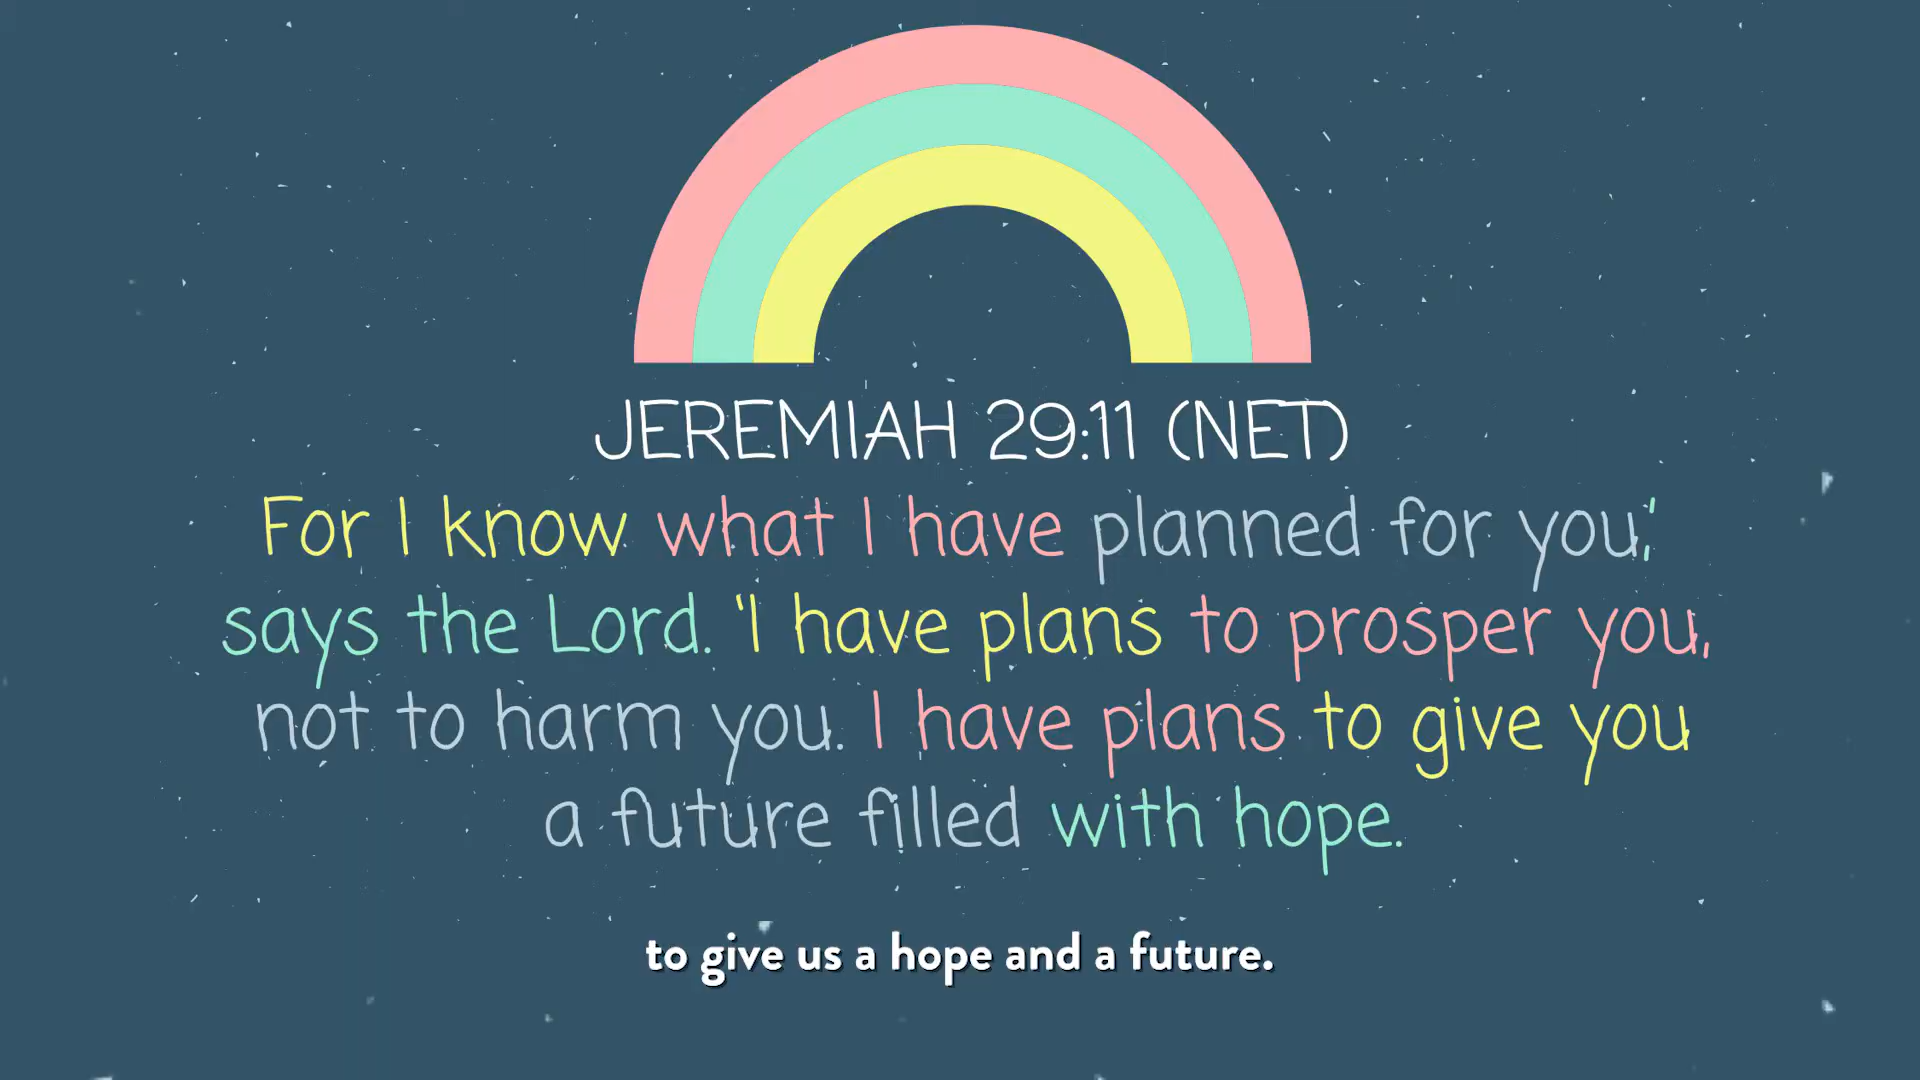 JEREMIAH 29:11 (NET)
For I know what I have planned for you,'
says the Lord. 'I have plans to prosper you,
not to harm you. I have plans to give you
a future filled with hope.
to give us a hope and a future.